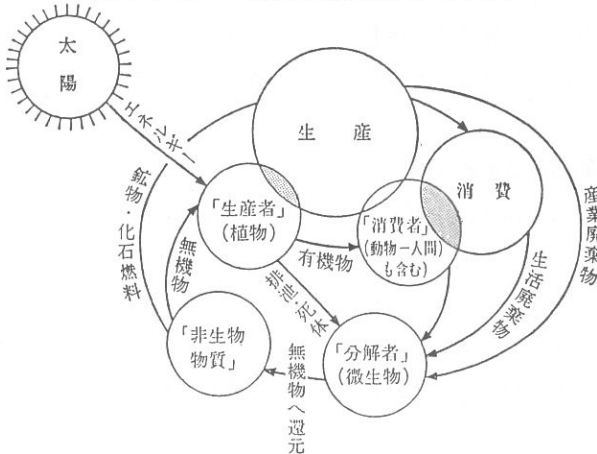 太
陽
エネルギー
生産
消費
「生産者」
(植物)
「消費者」
(動物―人間)
も含む
有機物
無機物
鉱物・化石燃料
排泄・死体
「非生物
物質」
「分解者」
(微生物)
無機物へ還元
生活廃棄物
産業廃棄物